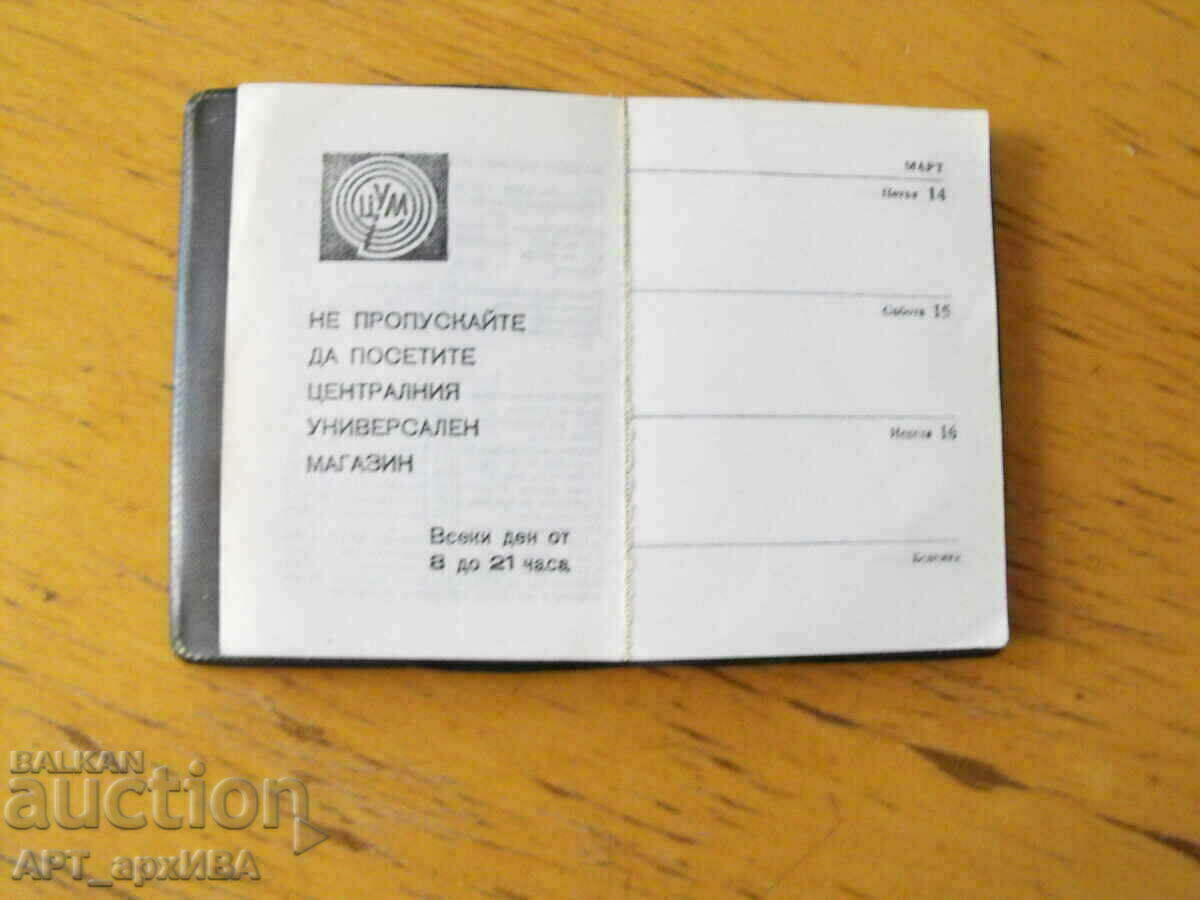 ЦУМ
НЕ ПРОПУСКАЙТЕ
ДА ПОСЕТИТЕ
ЦЕНТРАЛНИЯ
УНИВЕРСАЛЕН
МАГАЗИН
Всеки ден от
8 до 21 часа
МАРТ
Петък 14
Събота 15
Неделя 16
Бележки
BALKAN
auction
АРТ_архИВА